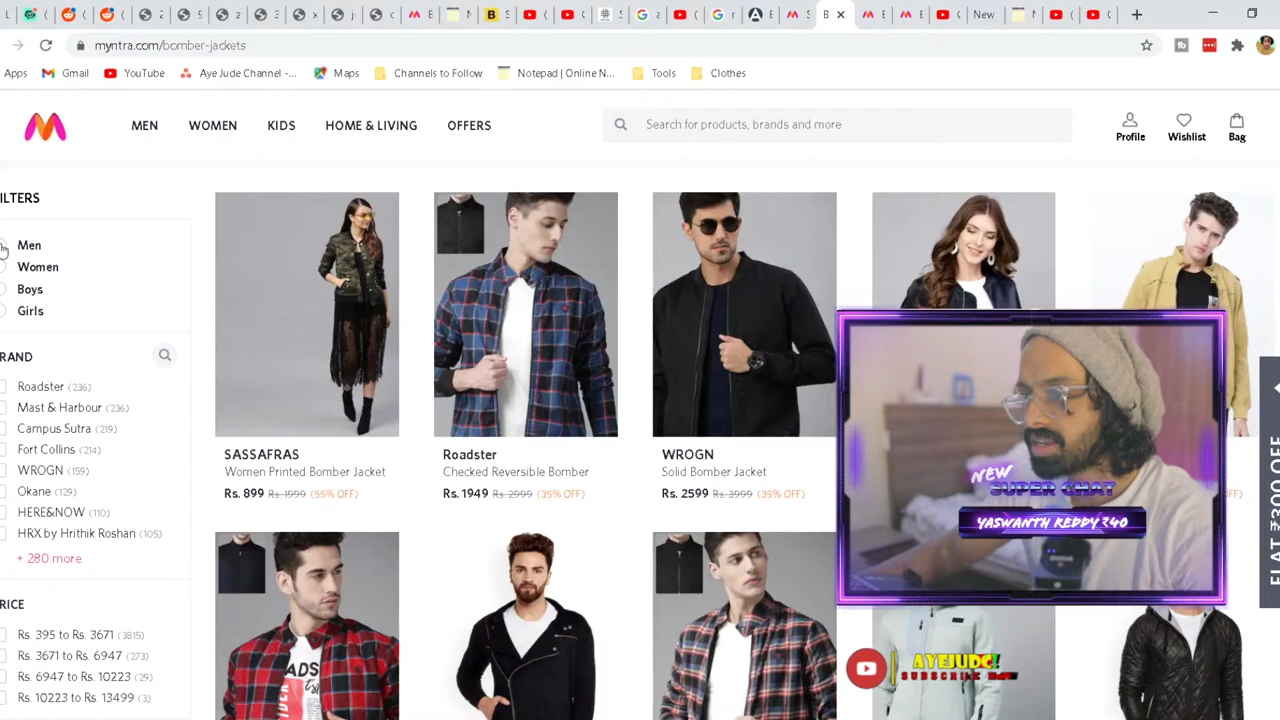 myntra.com/bomber-jackets
Apps Gmail YouTube Aye Jude Channel -... Maps Channels to Follow Notepad | Online N... Tools Clothes
MEN WOMEN KIDS HOME & LIVING OFFERS
Search for products, brands and more
Profile Wishlist Bag
ILTERS
Men
Women
Boys
Girls
RAND
Roadster (236)
Mast & Harbour (236)
Campus Sutra (219)
Fort Collins (214)
WROGN (159)
Okane (129)
HERE&NOW (110)
HRX by Hrithik Roshan (105)
+ 280 more
RICE
Rs. 395 to Rs. 3671 (3815)
Rs. 3671 to Rs. 6947 (273)
Rs. 6947 to Rs. 10223 (29)
Rs. 10223 to Rs. 13499 (3)
SASSAFRAS
Women Printed Bomber Jacket
Rs. 899 Rs. 1999 (55% OFF)
Roadster
Checked Reversible Bomber
Rs. 1949 Rs. 2999 (35% OFF)
WROGN
Solid Bomber Jacket
Rs. 2599 Rs. 3999 (35% OFF)
NEW
SUPER CHAT
YASWANTH REDDY ₹40
AYEJUDE!
SUBSCRIBE NOW
FLAT ₹300 OFF